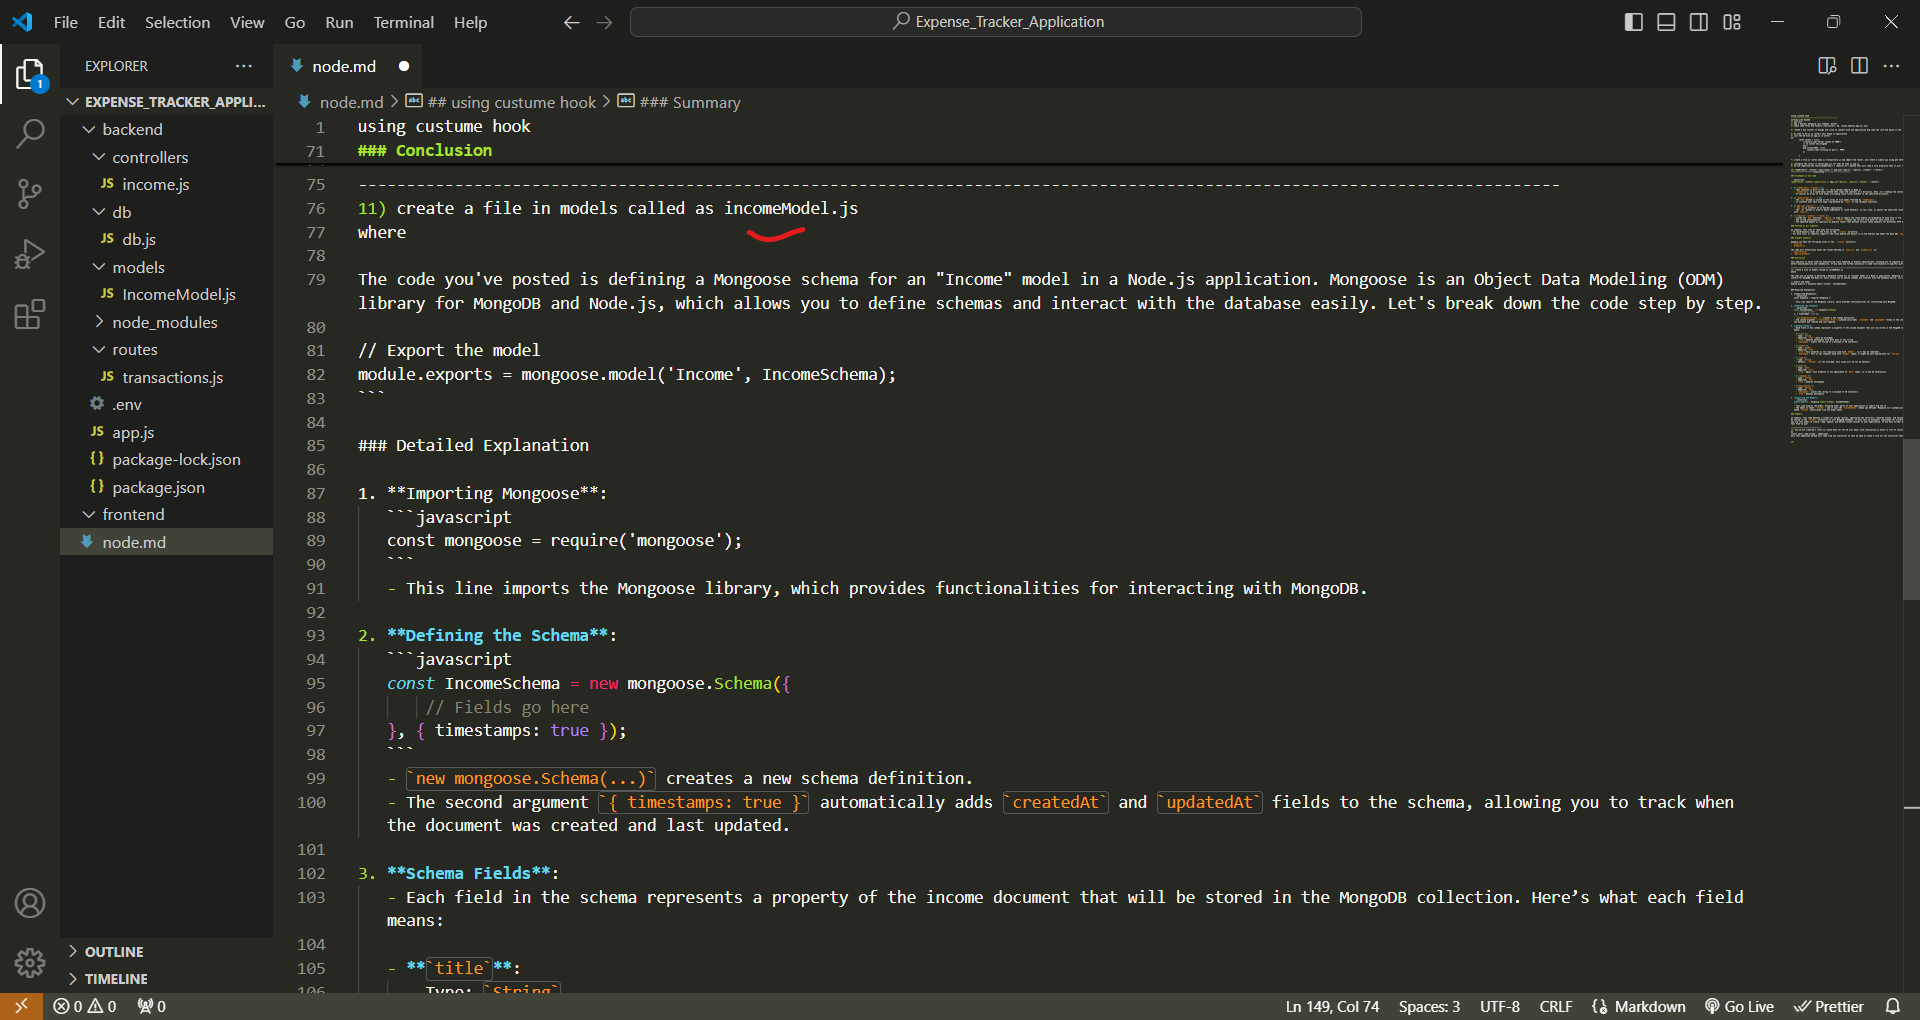 File Edit Selection View Go Run Terminal Help
Expense_Tracker_Application
EXPLORER
node.md
1
EXPENSE_TRACKER_APPLI...
node.md > ## using custume hook > ### Summary
backend
controllers
JS income.js
db
JS db.js
models
JS IncomeModel.js
node_modules
routes
JS transactions.js
.env
JS app.js
{} package-lock.json
{} package.json
frontend
node.md
OUTLINE
TIMELINE
1 using custume hook
71 ### Conclusion
75 -----------------------------------------------------------------------------------------------------------------------------
76 11) create a file in models called as incomeModel.js
77 where
78
79 The code you've posted is defining a Mongoose schema for an "Income" model in a Node.js application. Mongoose is an Object Data Modeling (ODM)
library for MongoDB and Node.js, which allows you to define schemas and interact with the database easily. Let's break down the code step by step.
80
81 // Export the model
82 module.exports = mongoose.model('Income', IncomeSchema);
83 ```
84
85 ### Detailed Explanation
86
87 1. **Importing Mongoose**:
88 ```javascript
89 const mongoose = require('mongoose');
90 ```
91 - This line imports the Mongoose library, which provides functionalities for interacting with MongoDB.
92
93 2. **Defining the Schema**:
94 ```javascript
95 const IncomeSchema = new mongoose.Schema({
96 // Fields go here
97 }, { timestamps: true });
98 ```
99 - `new mongoose.Schema(...)` creates a new schema definition.
100 - The second argument `{ timestamps: true }` automatically adds `createdAt` and `updatedAt` fields to the schema, allowing you to track when
the document was created and last updated.
101
102 3. **Schema Fields**:
103 - Each field in the schema represents a property of the income document that will be stored in the MongoDB collection. Here’s what each field
means:
104
105 - **`title`**:
106 Type: `String`
0 0 0
Ln 149, Col 74 Spaces: 3 UTF-8 CRLF {} Markdown Go Live Prettier